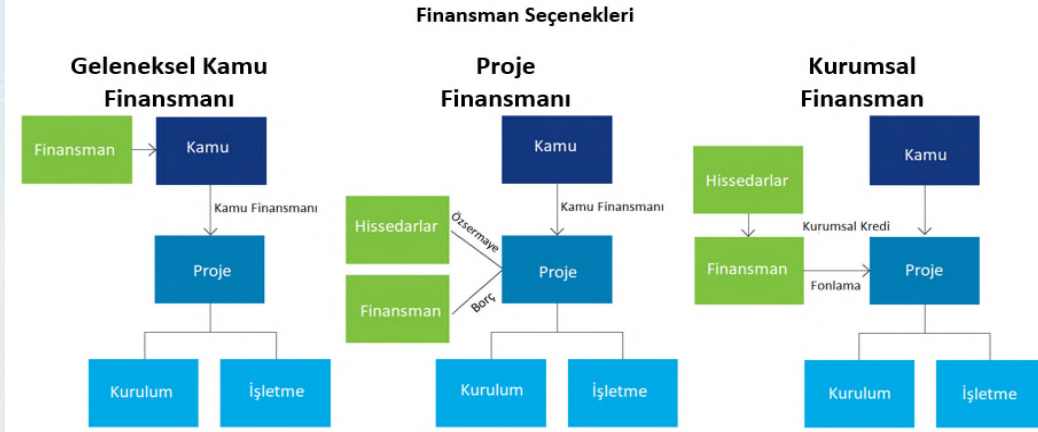 Finansman Seçenekleri
Geleneksel Kamu
Finansmanı
Finansman
Kamu
Kamu Finansmanı
Proje
Kurulum
İşletme
Proje
Finansmanı
Kamu
Kamu Finansmanı
Hissedarlar
Özsermaye
Finansman
Borç
Proje
Kurulum
İşletme
Kurumsal
Finansman
Hissedarlar
Kamu
Kurumsal Kredi
Finansman
Fonlama
Proje
Kurulum
İşletme